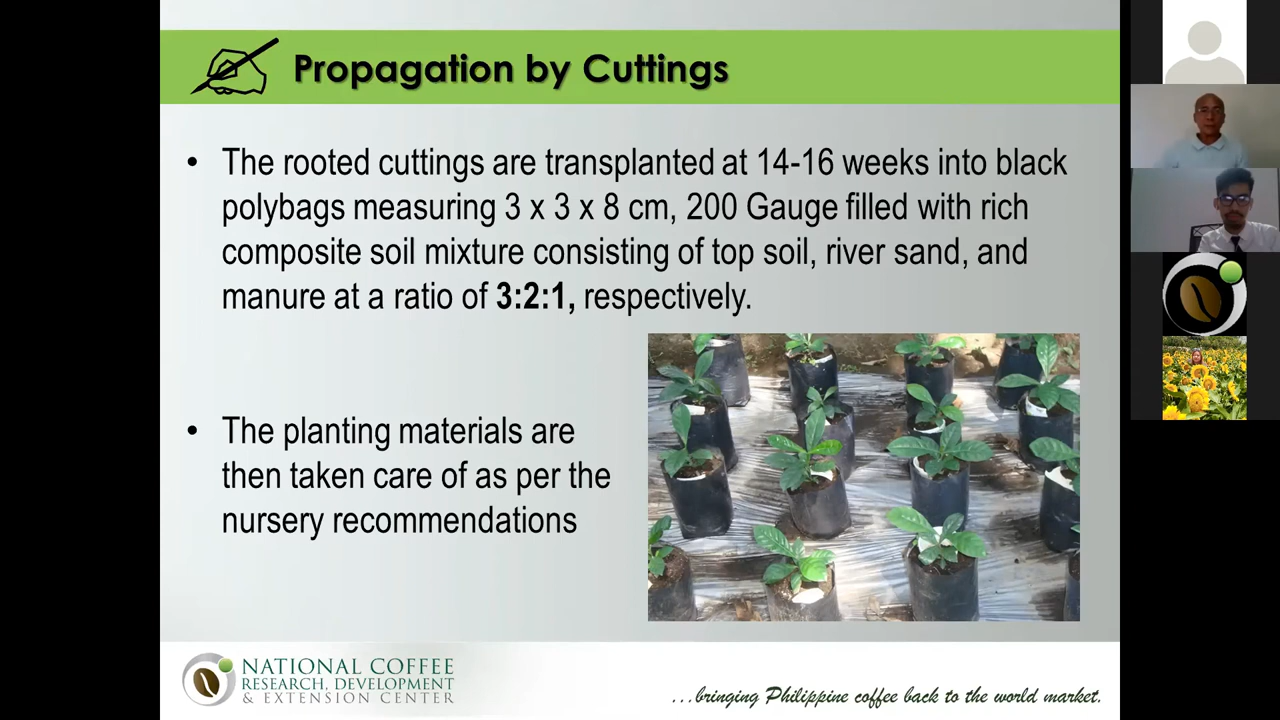 Propagation by Cuttings
• The rooted cuttings are transplanted at 14-16 weeks into black
polybags measuring 3 x 3 x 8 cm, 200 Gauge filled with rich
composite soil mixture consisting of top soil, river sand, and
manure at a ratio of 3:2:1, respectively.
• The planting materials are
then taken care of as per the
nursery recommendations
NATIONAL COFFEE
RESEARCH, DEVELOPMENT
& EXTENSION CENTER
...bringing Philippine coffee back to the world market.